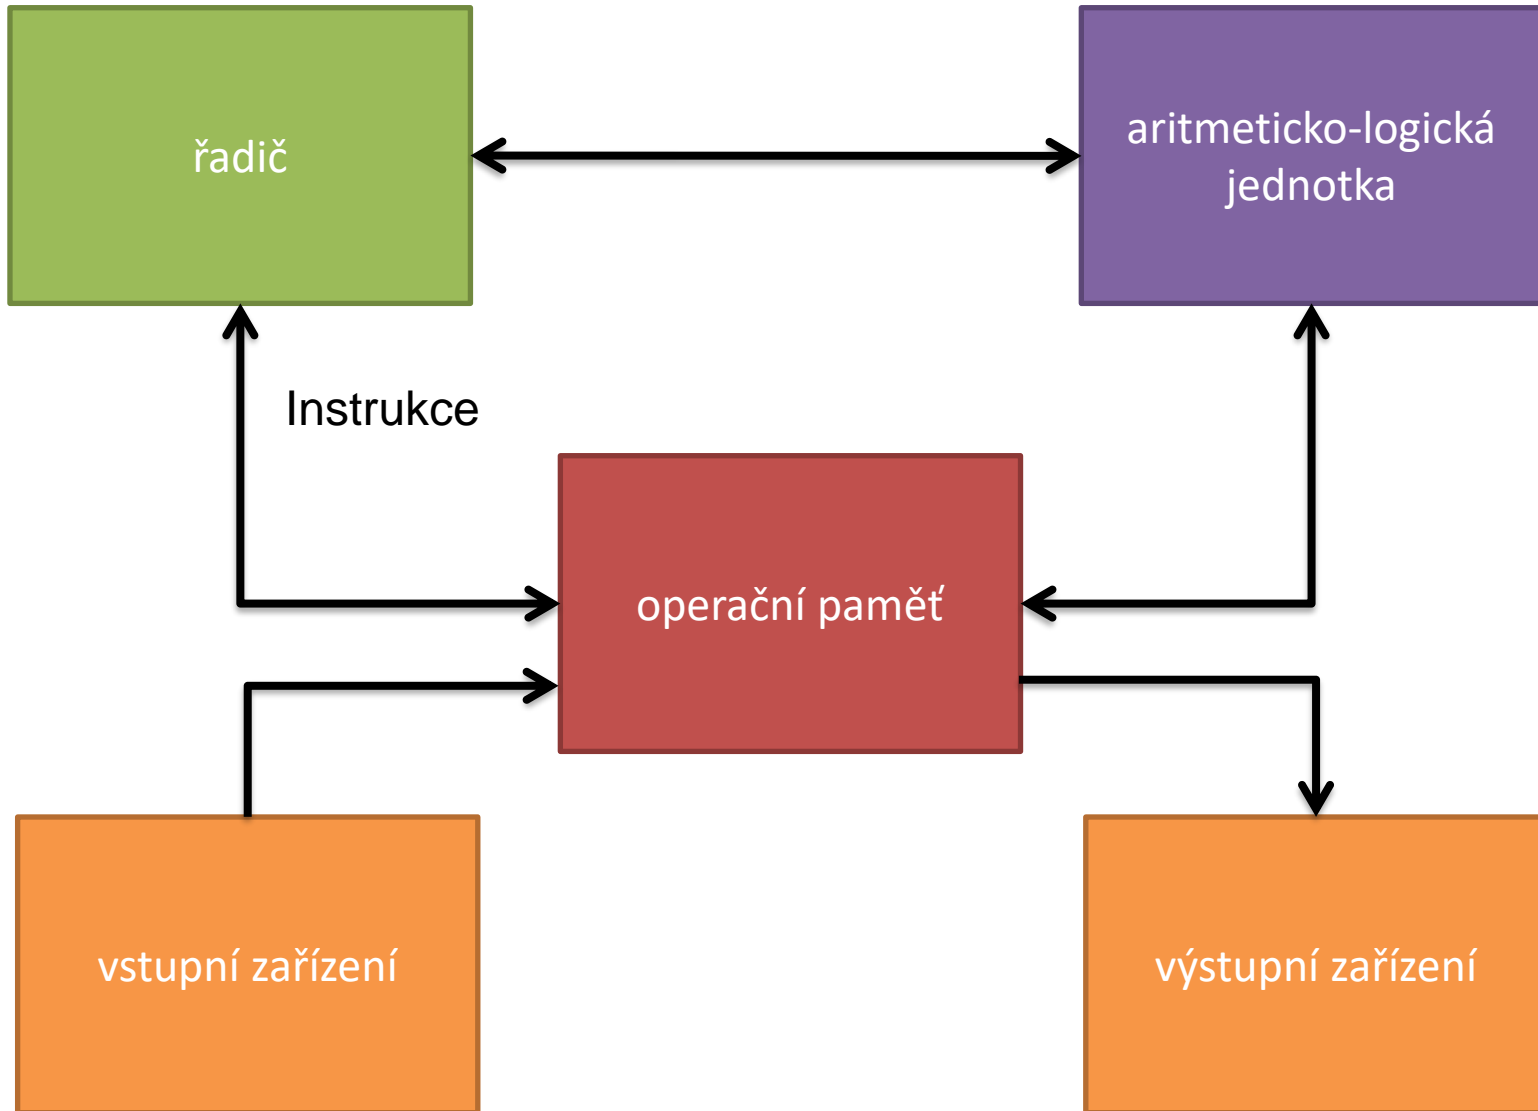 řadič
aritmeticko-logická
jednotka
Instrukce
operační paměť
vstupní zařízení
výstupní zařízení